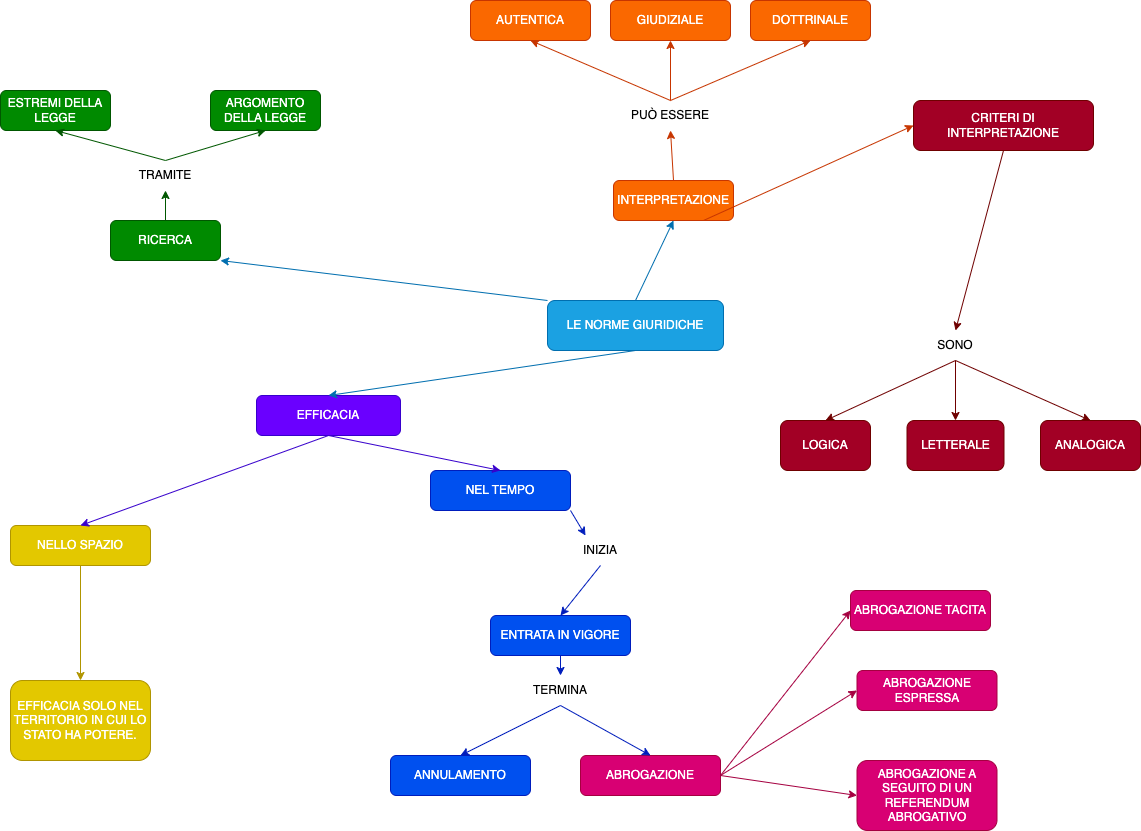 AUTENTICA
GIUDIZIALE
DOTTRINALE
ESTREMI DELLA
LEGGE
ARGOMENTO
DELLA LEGGE
PUÒ ESSERE
CRITERI DI
INTERPRETAZIONE
TRAMITE
INTERPRETAZIONE
RICERCA
LE NORME GIURIDICHE
SONO
EFFICACIA
LOGICA
LETTERALE
ANALOGICA
NEL TEMPO
NELLO SPAZIO
INIZIA
ABROGAZIONE TACITA
ENTRATA IN VIGORE
TERMINA
ABROGAZIONE
ESPRESSA
EFFICACIA SOLO NEL
TERRITORIO IN CUI LO
STATO HA POTERE.
ANNULAMENTO
ABROGAZIONE
ABROGAZIONE A
SEGUITO DI UN
REFERENDUM
ABROGATIVO